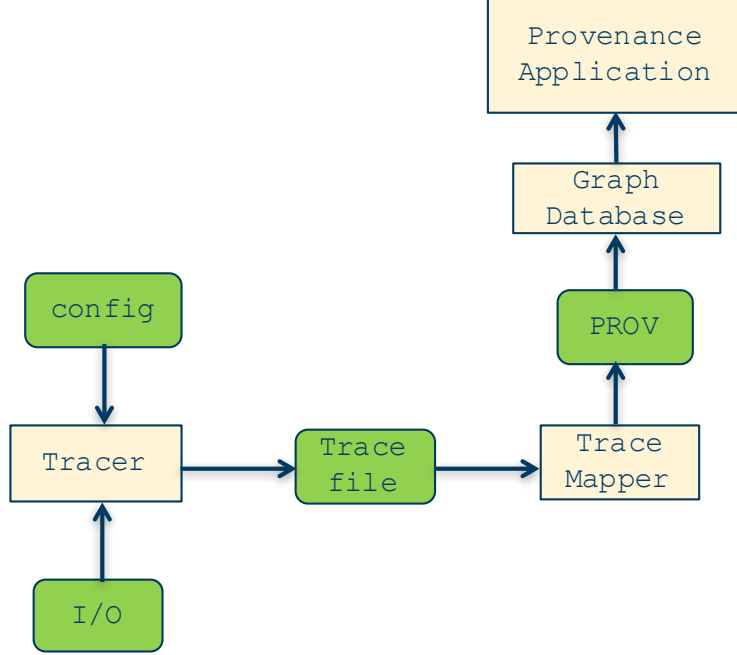 Provenance
Application
Graph
Database
config
PROV
Tracer
Trace
file
Trace
Mapper
I/O